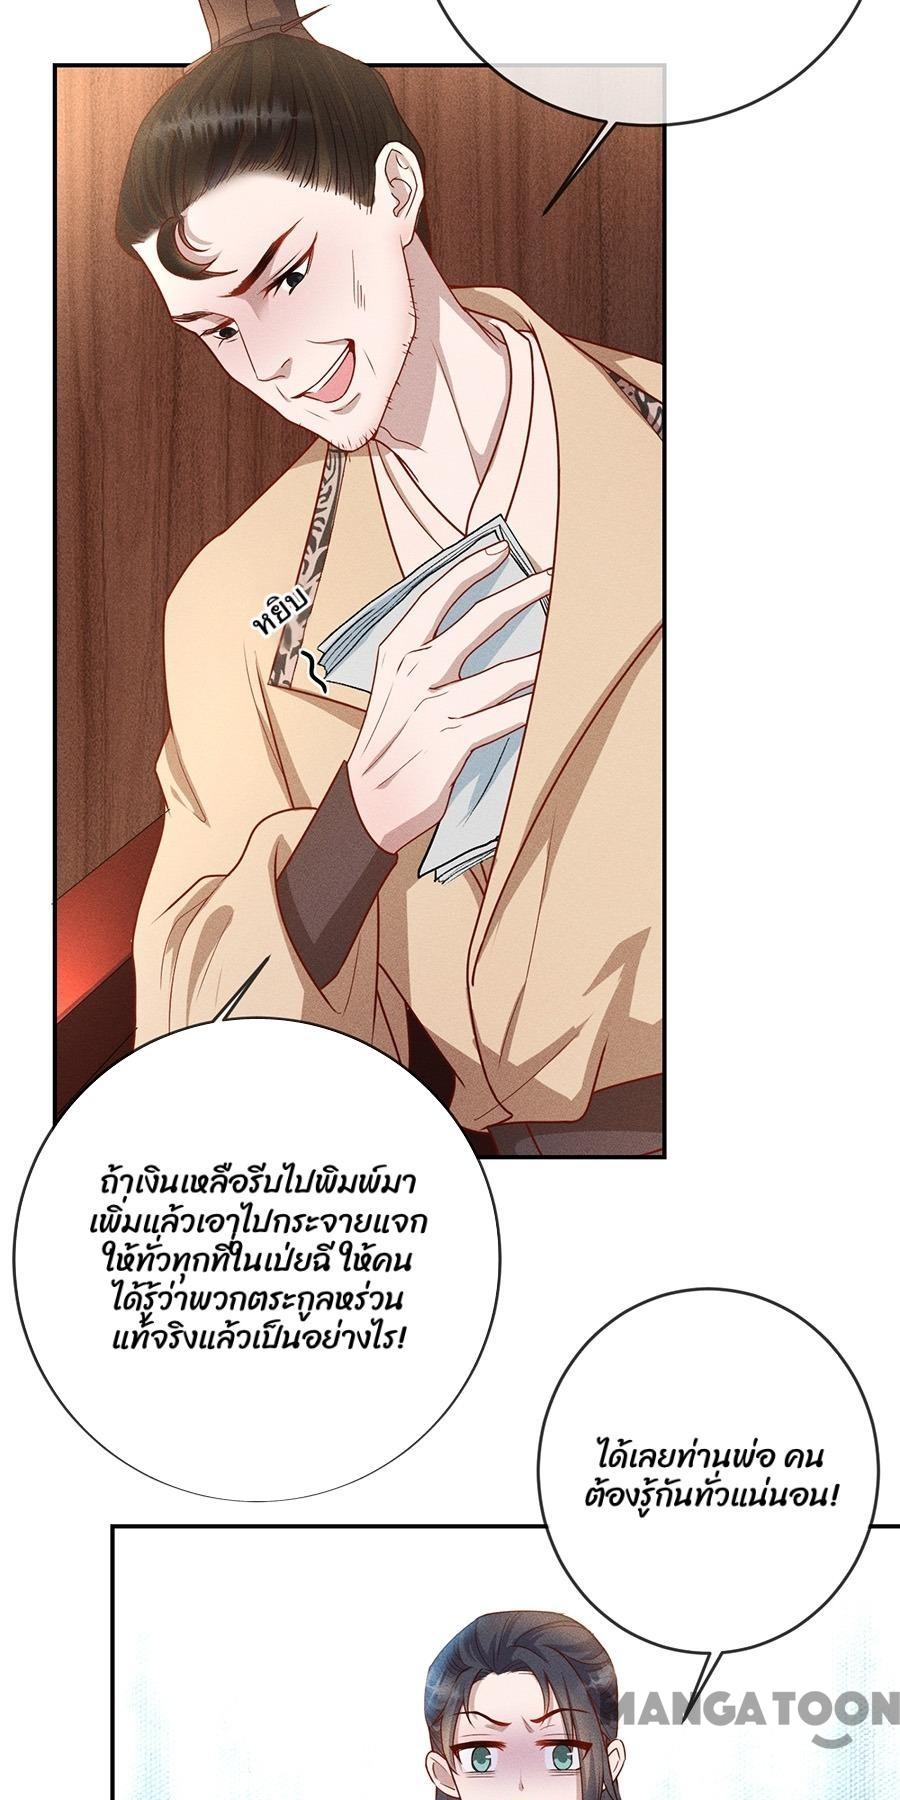 หยิบ
ถ้าเงินเหลือรีบไปพิมพ์มา
เพิ่มแล้วเอาไปกระจายแจก
ให้ทั่วทุกที่ในเป่ยฉี ให้คน
ได้รู้ว่าพวกตระกูลหร่วน
แท้จริงแล้วเป็นอย่างไร!
ได้เลยท่านพ่อ คน
ต้องรู้กันทั่วแน่นอน!
MANGATOON